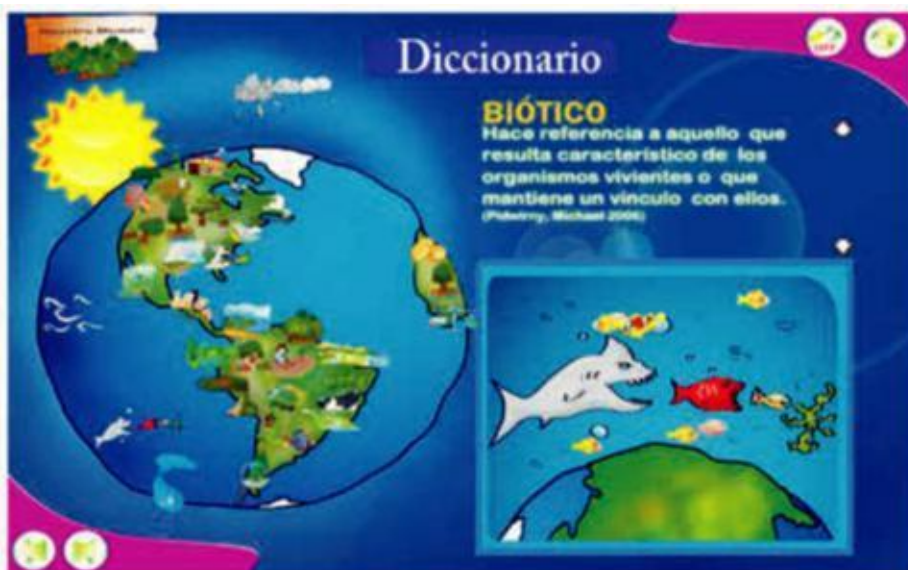 Diccionario
BIÓTICO
Hace referencia a aquello que
resulta característico de los
organismos vivientes o que
mantiene un vínculo con ellos.
(Pidwirny, Michael 2006)